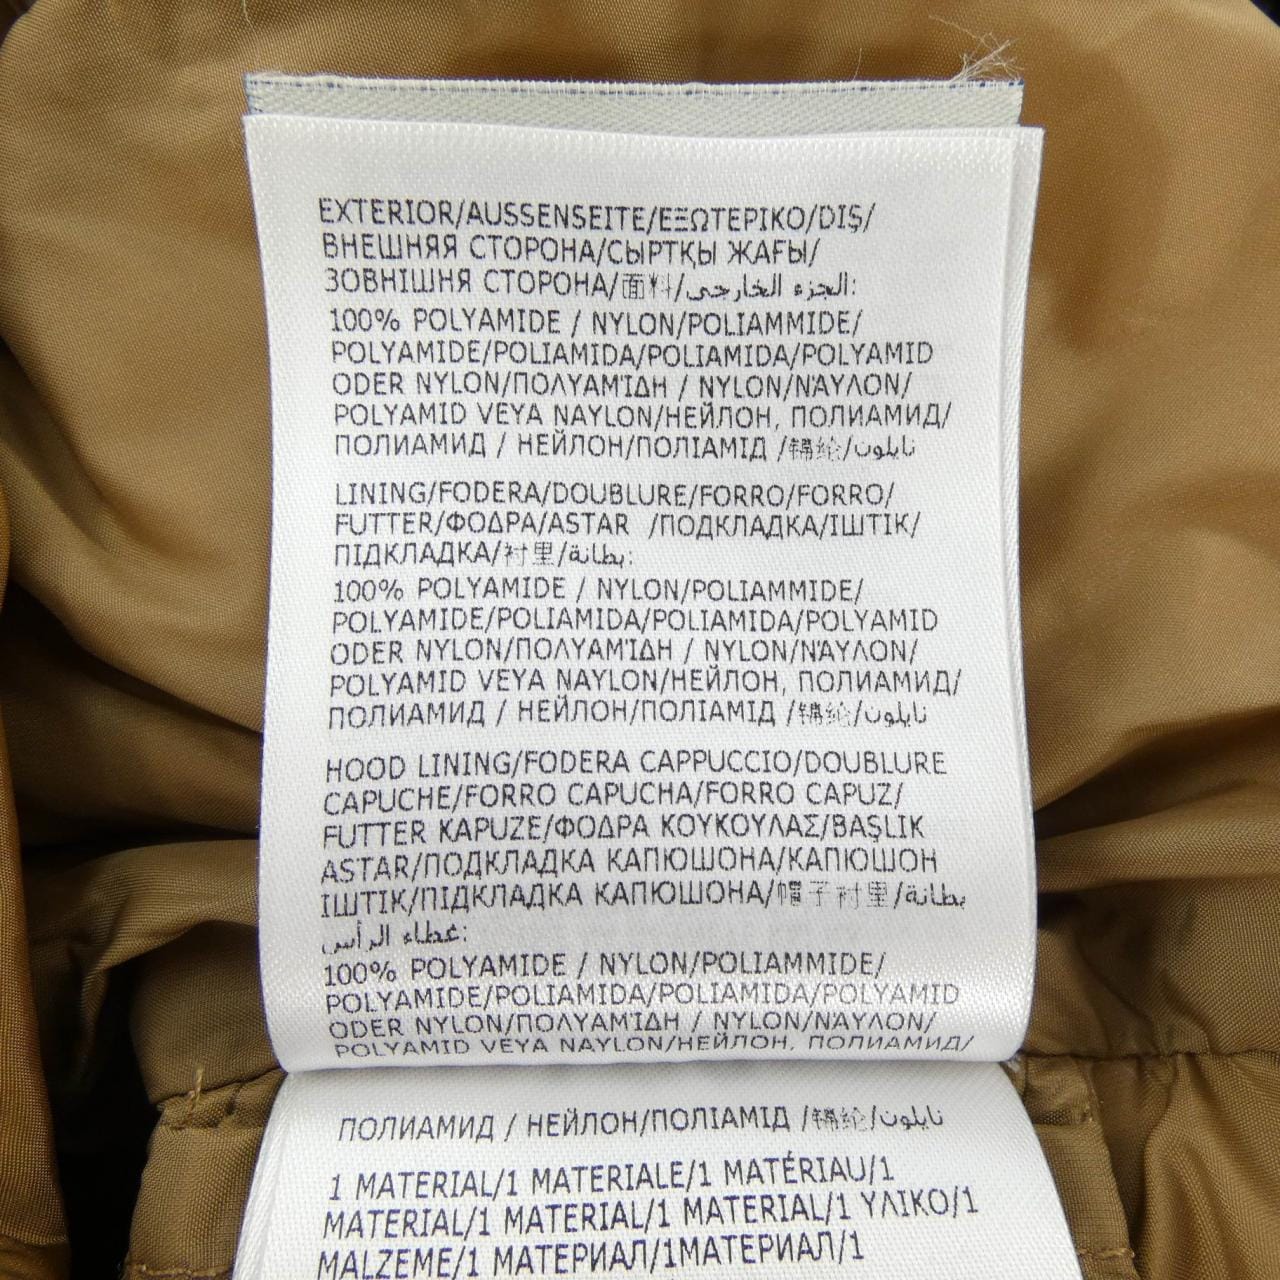 EXTERIOR/AUSSENSEITE/ΕΞΩΤΕΡΙΚΟ/DIŞ/
ВНЕШНЯЯ СТОРОНА/СЫРТҚЫ ЖАҒЫ/
ЗОВНІШНЯ СТОРОНА/面料/الجزء الخارجي:
100% POLYAMIDE / NYLON/POLIAMMIDE/
POLYAMIDE/POLIAMIDA/POLIAMIDA/POLYAMID
ODER NYLON/ΠΟΛΥΑΜΊΔΗ / NYLON/ΝΆΥΛΟΝ/
POLYAMID VEYA NAYLON/НЕЙЛОН, ПОЛИАМИД/
ПОЛИАМИД / НЕЙЛОН/ПОЛІАМІД /锦纶/نايلون
LINING/FODERA/DOUBLURE/FORRO/FORRO/
FUTTER/ΦΟΔΡΑ/ASTAR /ПОДКЛАДКА/ІШТІК/
ПІДКЛАДКА/衬里/بطانة:
100% POLYAMIDE / NYLON/POLIAMMIDE/
POLYAMIDE/POLIAMIDA/POLIAMIDA/POLYAMID
ODER NYLON/ΠΟΛΥΑΜΊΔΗ / NYLON/ΝΆΥΛΟΝ/
POLYAMID VEYA NAYLON/НЕЙЛОН, ПОЛИАМИД/
ПОЛИАМИД / НЕЙЛОН/ПОЛІАМІД /锦纶/نايلون
HOOD LINING/FODERA CAPPUCCIO/DOUBLURE
CAPUCHE/FORRO CAPUCHA/FORRO CAPUZ/
FUTTER KAPUZE/ΦΟΔΡΑ ΚΟΥΚΟΥΛΑΣ/BAŞLIK
ASTAR/ПОДКЛАДКА КАПЮШОНА/КАПЮШОН
ІШТІК/ПІДКЛАДКА КАПЮШОНА/帽子衬里/بطانة
غطاء الرأس:
100% POLYAMIDE / NYLON/POLIAMMIDE/
POLYAMIDE/POLIAMIDA/POLIAMIDA/POLYAMID
ODER NYLON/ΠΟΛΥΑΜΊΔΗ / NYLON/ΝΆΥΛΟΝ/
POLYAMID VEYA NAYLON/НЕЙЛОН, ПОЛИАМИД/
ПОЛИАМИД / НЕЙЛОН/ПОЛІАМІД /锦纶/نايلون
1 MATERIAL/1 MATERIALE/1 MATÉRIAU/1
MATERIAL/1 MATERIAL/1 MATERIAL/1 ΥΛΙΚΟ/1
MALZEME/1 МАТЕРИАЛ/1МАТЕРИАЛ/1